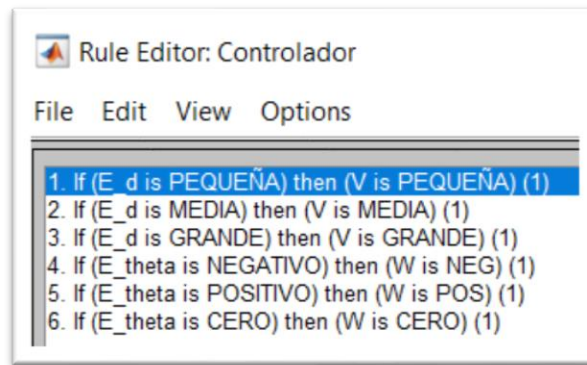 Rule Editor: Controlador
File Edit View Options
1. If (E_d is PEQUEÑA) then (V is PEQUEÑA) (1)
2. If (E_d is MEDIA) then (V is MEDIA) (1)
3. If (E_d is GRANDE) then (V is GRANDE) (1)
4. If (E_theta is NEGATIVO) then (W is NEG) (1)
5. If (E_theta is POSITIVO) then (W is POS) (1)
6. If (E_theta is CERO) then (W is CERO) (1)